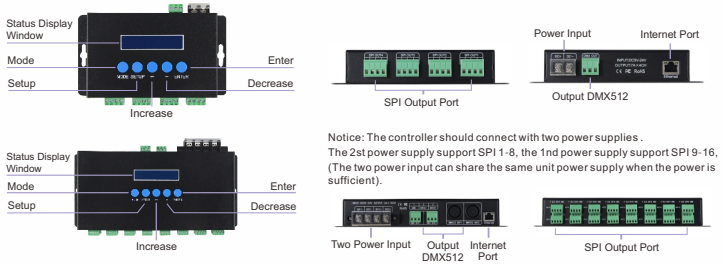 Status Display
Window
Mode
Setup
Enter
Decrease
Increase
MODE SETUP + − ENTER
SPI Output Port
Power Input
Internet Port
Output DMX512
CE FC RoHS
Ethernet
Notice: The controller should connect with two power supplies .
The 2st power supply support SPI 1-8, the 1nd power supply support SPI 9-16,
(The two power input can share the same unit power supply when the power is
sufficient).
Status Display
Window
Mode
Setup
Enter
Decrease
Increase
Two Power Input
Output
DMX512
Internet
Port
SPI Output Port